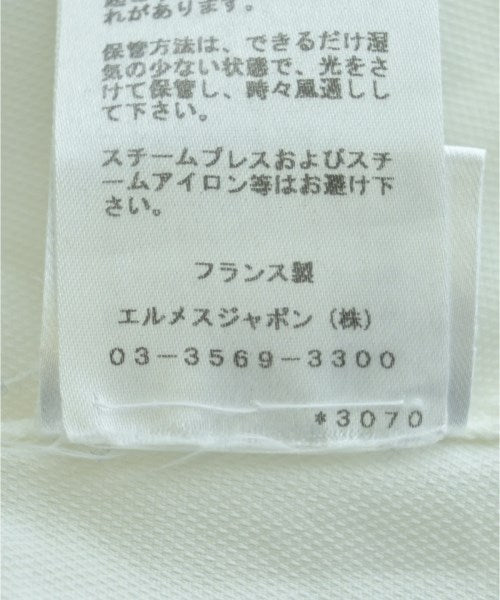 れがあります。
保管方法は、できるだけ湿
気の少ない状態で、光をさ
けて保管し、時々風通しし
て下さい。
スチームプレスおよびスチ
ームアイロン等はお避け下
さい。
フランス製
エルメスジャポン（株）
03-3569-3300
*3070